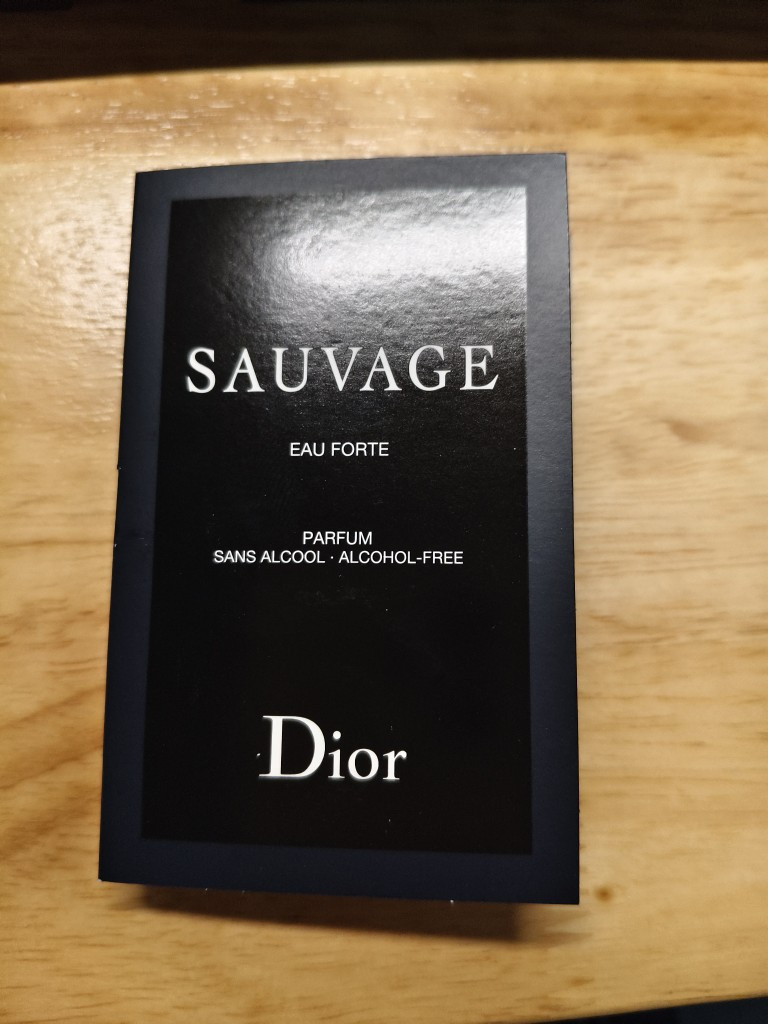 SAUVAGE
EAU FORTE
PARFUM
SANS ALCOOL · ALCOHOL-FREE
Dior